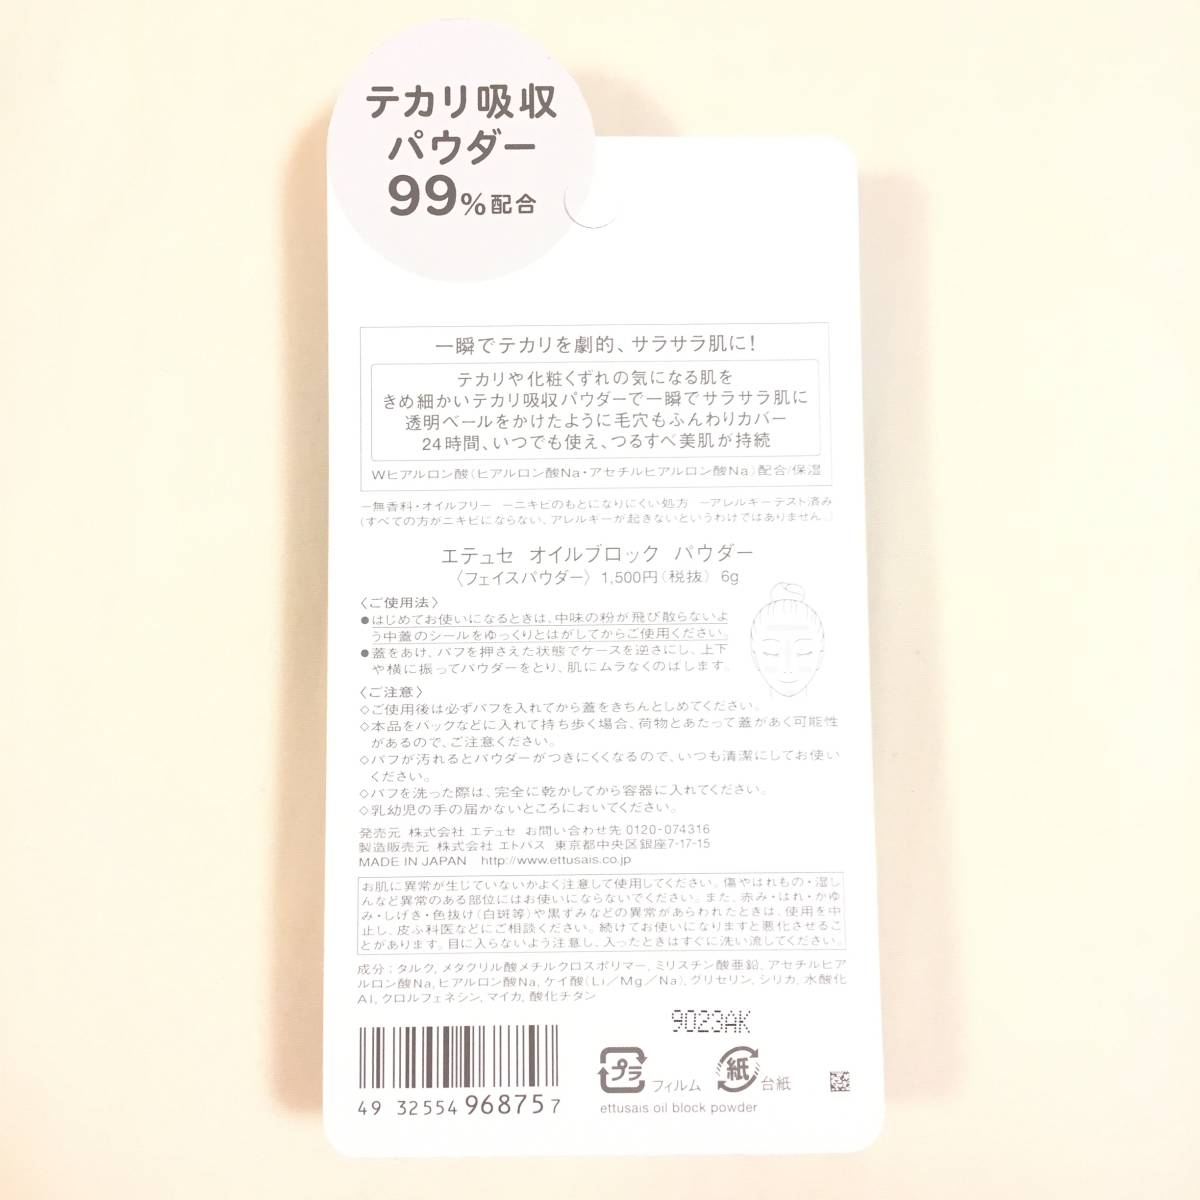 テカリ吸収
パウダー
99%配合
一瞬でテカリを劇的、サラサラ肌に!
テカリや化粧くずれの気になる肌を
きめ細かいテカリ吸収パウダーで一瞬でサラサラ肌に
透明ベールをかけたように毛穴もふんわりカバー
24時間、いつでも使え、つるすべ美肌が持続
Wヒアルロン酸(ヒアルロン酸Na・アセチルヒアルロン酸Na)配合/保湿
−無香料・オイルフリー −ニキビのもとになりにくい処方 −アレルギーテスト済み
(すべての方がニキビにならない、アレルギーが起きないというわけではありません。)
エテュセ オイルブロック パウダー
〈フェイスパウダー〉1,500円(税抜) 6g
〈ご使用法〉
●はじめてお使いになるときは、中味の粉が飛び散らないよ
う中蓋のシールをゆっくりとはがしてからご使用ください。
●蓋をあけ、パフを押さえた状態でケースを逆さにし、上下
や横に振ってパウダーをとり、肌にムラなくのばします。
〈ご注意〉
◇ご使用後は必ずパフを入れてから蓋をきちんとしめてください。
◇本品をバックなどに入れて持ち歩く場合、荷物とあたって蓋があく可能性
があるので、ご注意ください。
◇パフが汚れるとパウダーがつきにくくなるので、いつも清潔にしてお使い
ください。
◇パフを洗った際は、完全に乾かしてから容器に入れてください。
◇乳幼児の手の届かないところにおいてください。
発売元 株式会社 エテュセ お問い合わせ先 0120-074316
製造販売元 株式会社 エトバス 東京都中央区銀座7-17-15
MADE IN JAPAN http://www.ettusais.co.jp
お肌に異常が生じていないかよく注意して使用してください。傷やはれもの・湿し
んなど異常のある部位にはお使いにならないでください。また、赤み・はれ・かゆ
み・しげき・色抜け(白斑等)や黒ずみなどの異常があらわれたときは、使用を中
止し、皮ふ科医などにご相談ください。続けてお使いになりますと悪化させるこ
とがあります。目に入らないよう注意し、入ったときはすぐに洗い流してください。
成分:タルク, メタクリル酸メチルクロスポリマー, ミリスチン酸亜鉛, アセチルヒア
ルロン酸Na, ヒアルロン酸Na, ケイ酸(Li/Mg/Na), グリセリン, シリカ, 水酸化
Al, クロルフェネシン, マイカ, 酸化チタン
9023AK
プラ フィルム 紙 台紙
49 32554 968757
ettusais oil block powder